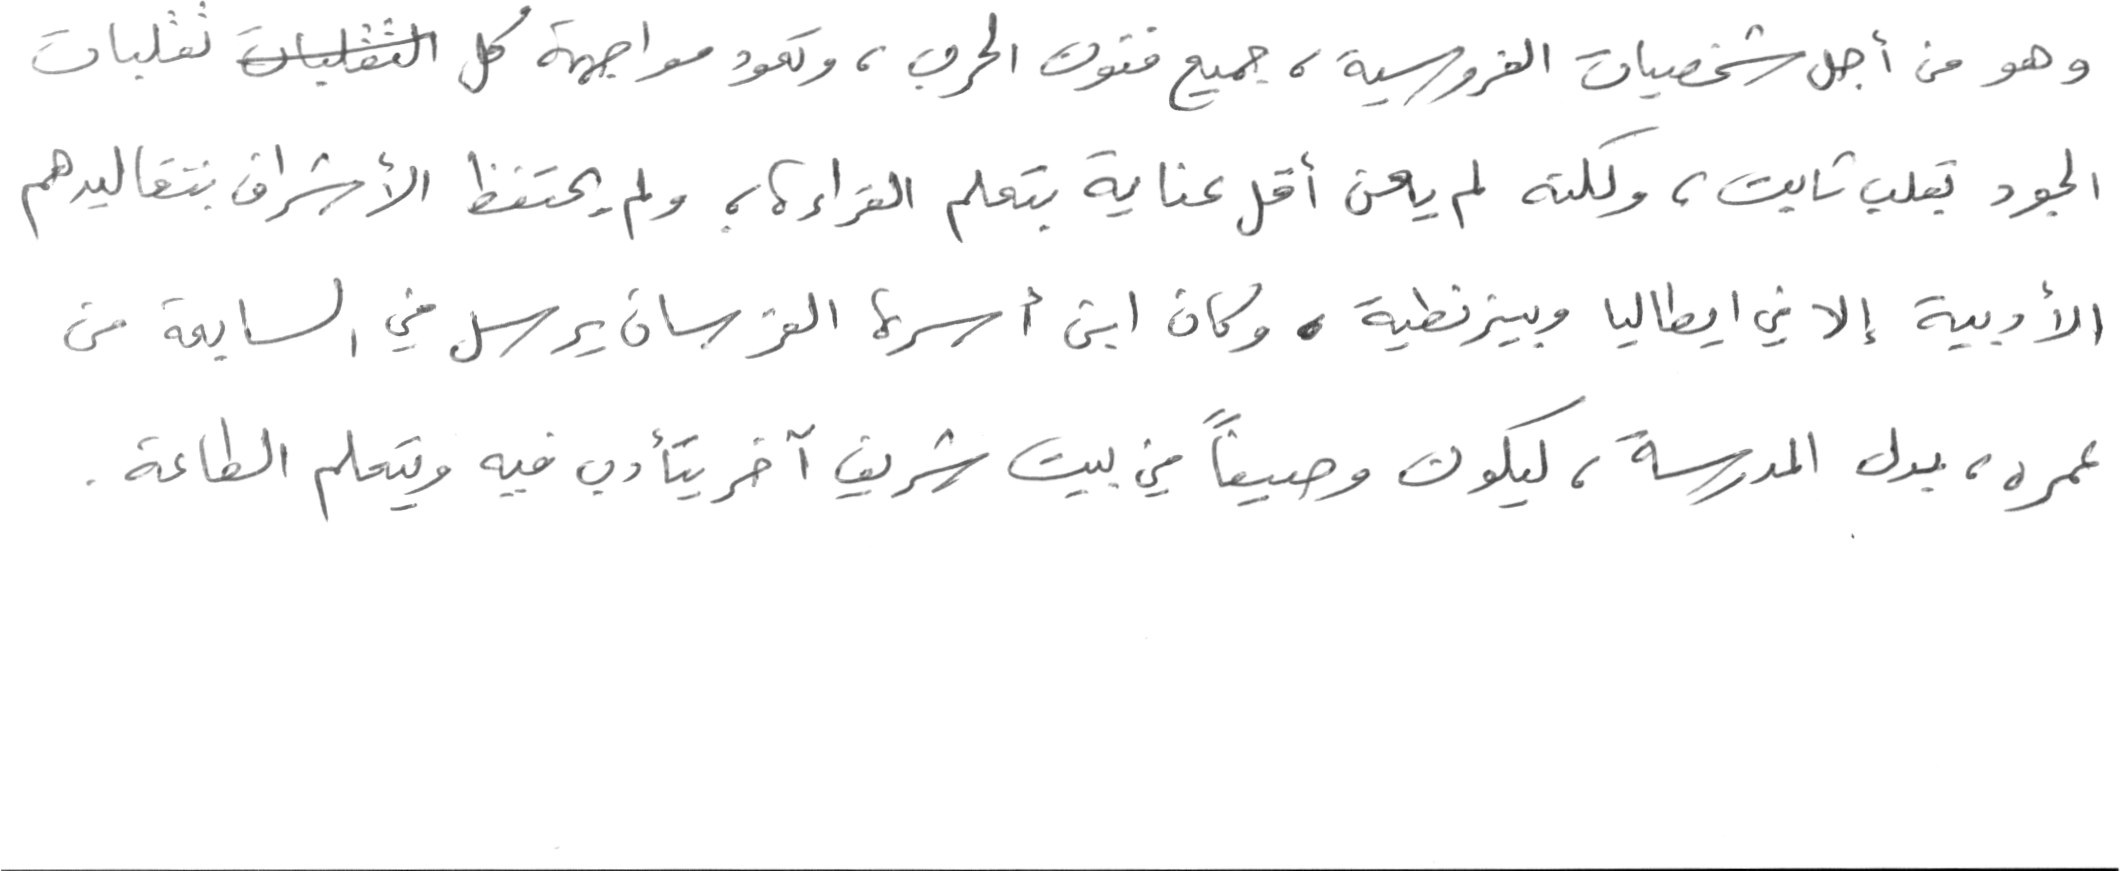 وهو من أجل شخصيات الفروسية، جميع فنون الحرب، وتعود مواجهة كل التقلبات تقلبات
الجود بقلب ثابت، ولكنه لم يعن أقل عناية بتعلم القراءة، ولم يحتفظ الأشراف بتقاليدهم
الأدبية إلا في ايطاليا وبيزنطية. وكان ابن أسرة الفرسان يرسل في السابعة من
عمره، بدل المدرسة، ليكون وصيفاً في بيت شريف آخر يتأدب فيه ويتعلم الطاعة.